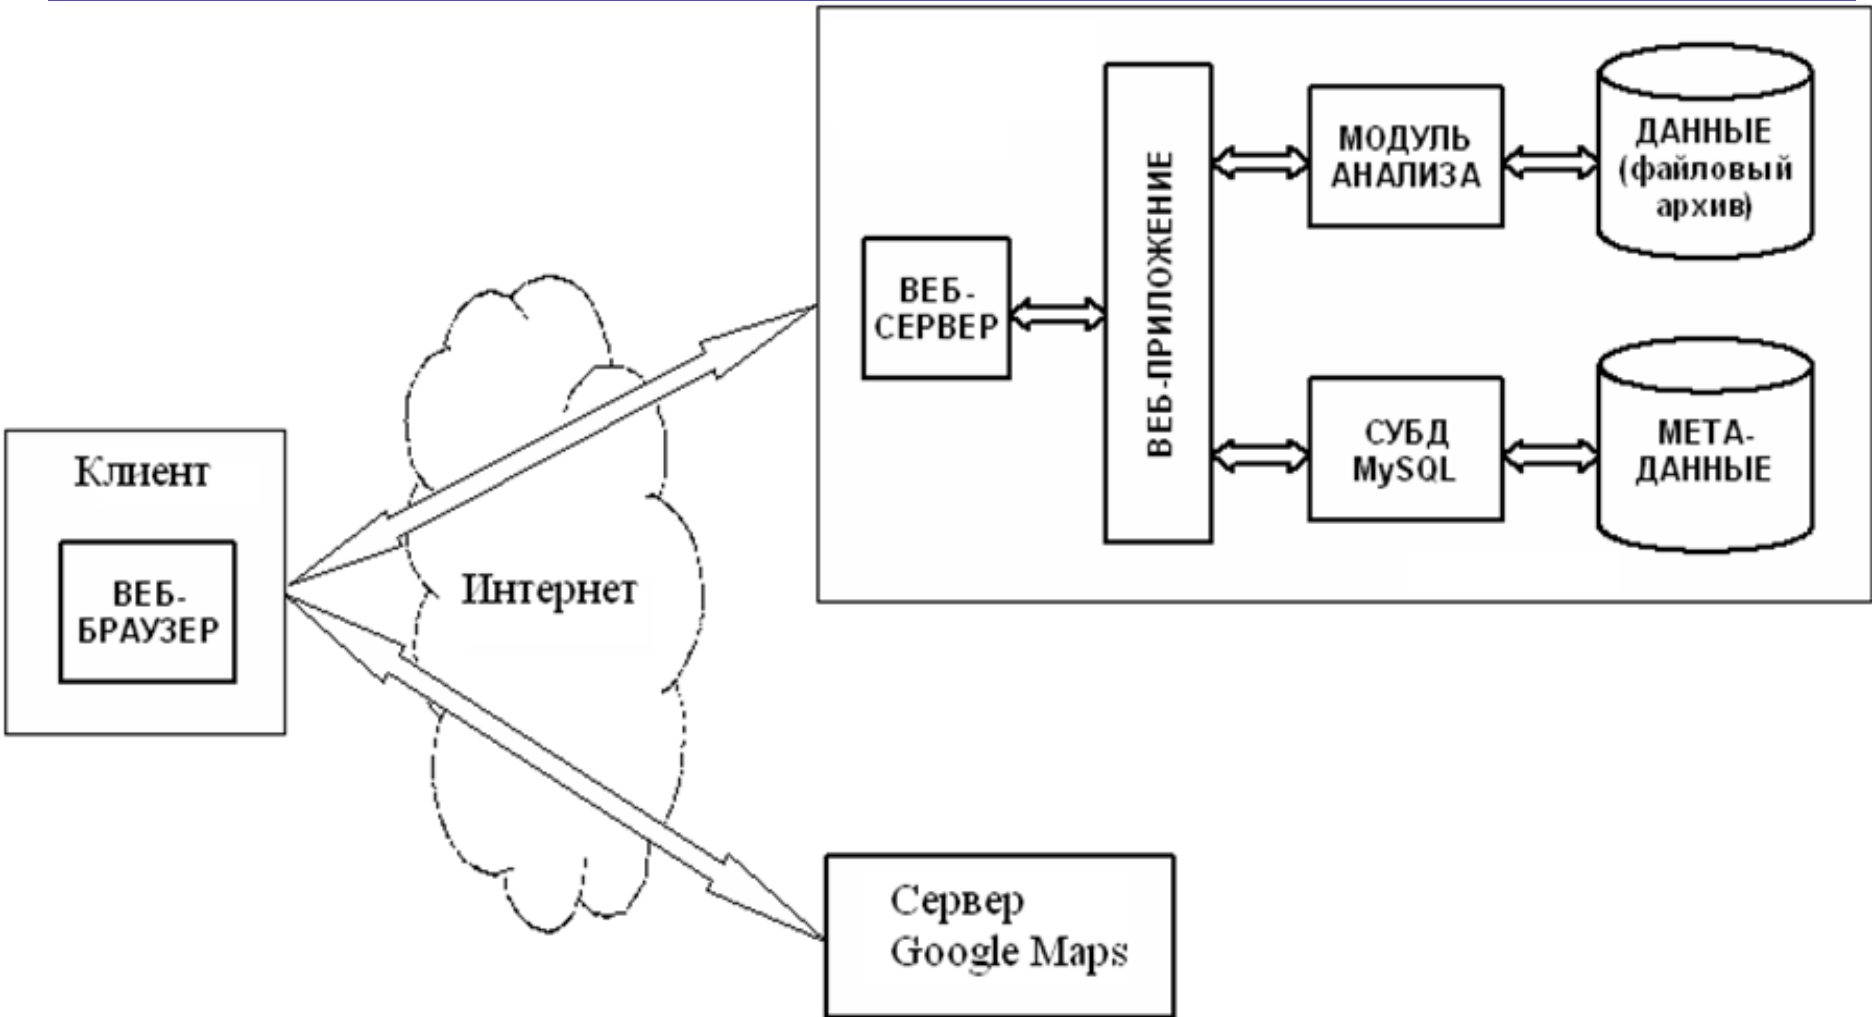 Клиент
ВЕБ-
БРАУЗЕР
Интернет
ВЕБ-
СЕРВЕР
ВЕБ-ПРИЛОЖЕНИЕ
МОДУЛЬ
АНАЛИЗА
ДАННЫЕ
(файловый
архив)
СУБД
MySQL
МЕТА-
ДАННЫЕ
Сервер
Google Maps